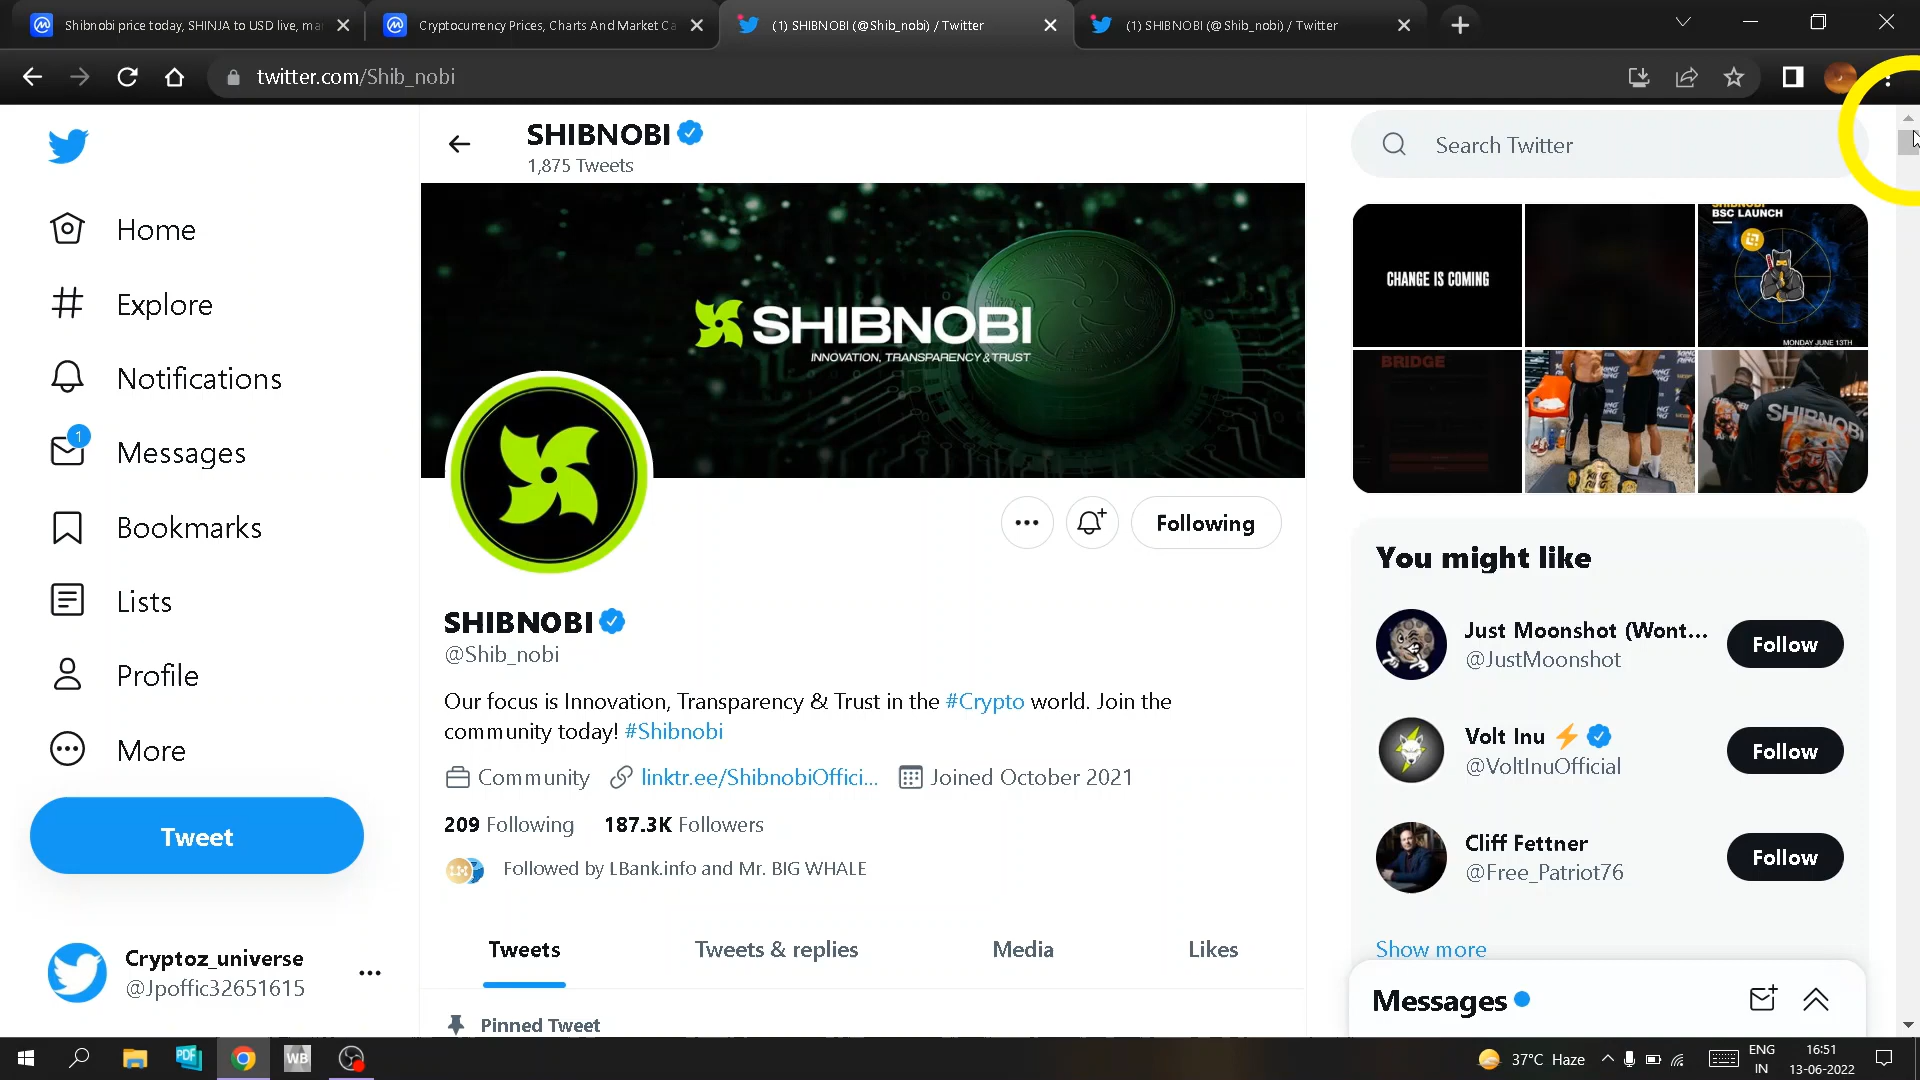 Shibnobi price today, SHINJA to USD live, ma
Cryptocurrency Prices, Charts And Market Ca
(1) SHIBNOBI (@Shib_nobi) / Twitter
(1) SHIBNOBI (@Shib_nobi) / Twitter
twitter.com/Shib_nobi
SHIBNOBI
1,875 Tweets
Search Twitter
Home
Explore
Notifications
1
Messages
Bookmarks
Lists
Profile
More
Tweet
Cryptoz_universe
@Jpoffic32651615
SHIBNOBI
INNOVATION, TRANSPARENCY & TRUST
Following
SHIBNOBI
@Shib_nobi
Our focus is Innovation, Transparency & Trust in the #Crypto world. Join the
community today! #Shibnobi
Community linktr.ee/ShibnobiOffici... Joined October 2021
209 Following 187.3K Followers
Followed by LBank.info and Mr. BIG WHALE
Tweets Tweets & replies Media Likes
Pinned Tweet
CHANGE IS COMING
SHIBNOBI
BSC LAUNCH
MONDAY JUNE 13TH
BRIDGE
SHIBNOBI
You might like
Just Moonshot (Wont...
@JustMoonshot
Follow
Volt Inu
@VoltInuOfficial
Follow
Cliff Fettner
@Free_Patriot76
Follow
Show more
Messages
PDF
WB
37°C Haze
ENG
IN
16:51
13-06-2022